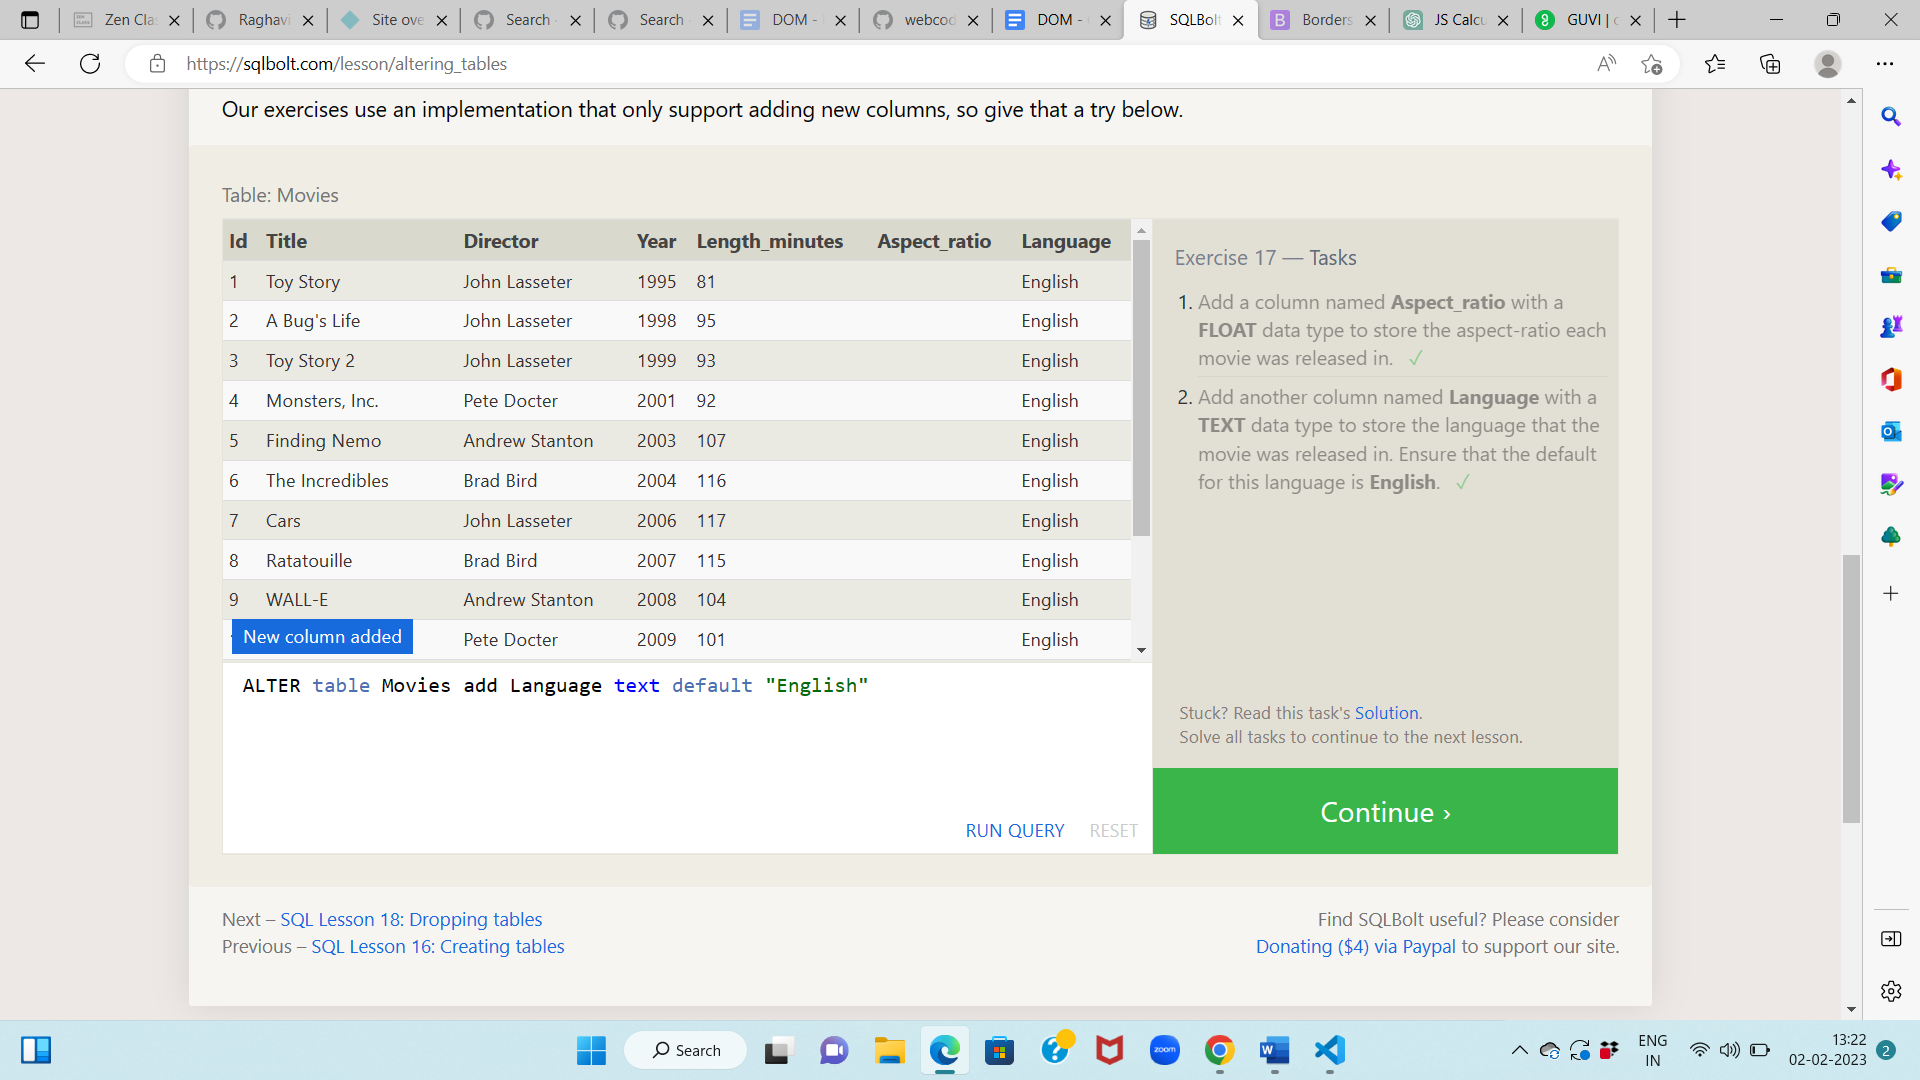 Zen Cla
Raghavi
Site ove
Search -
Search -
DOM -
webcod
DOM -
SQLBolt
Borders
JS Calcu
GUVI | c
https://sqlbolt.com/lesson/altering_tables
Our exercises use an implementation that only support adding new columns, so give that a try below.
Table: Movies
Id Title Director Year Length_minutes Aspect_ratio Language
1 Toy Story John Lasseter 1995 81 English
2 A Bug's Life John Lasseter 1998 95 English
3 Toy Story 2 John Lasseter 1999 93 English
4 Monsters, Inc. Pete Docter 2001 92 English
5 Finding Nemo Andrew Stanton 2003 107 English
6 The Incredibles Brad Bird 2004 116 English
7 Cars John Lasseter 2006 117 English
8 Ratatouille Brad Bird 2007 115 English
9 WALL-E Andrew Stanton 2008 104 English
New column added Pete Docter 2009 101 English
ALTER table Movies add Language text default "English"
RUN QUERY RESET
Exercise 17 — Tasks
1. Add a column named Aspect_ratio with a
FLOAT data type to store the aspect-ratio each
movie was released in. ✓
2. Add another column named Language with a
TEXT data type to store the language that the
movie was released in. Ensure that the default
for this language is English. ✓
Stuck? Read this task's Solution.
Solve all tasks to continue to the next lesson.
Continue ›
Next – SQL Lesson 18: Dropping tables
Previous – SQL Lesson 16: Creating tables
Find SQLBolt useful? Please consider
Donating ($4) via Paypal to support our site.
Search
zoom
ENG
IN
13:22
02-02-2023
2